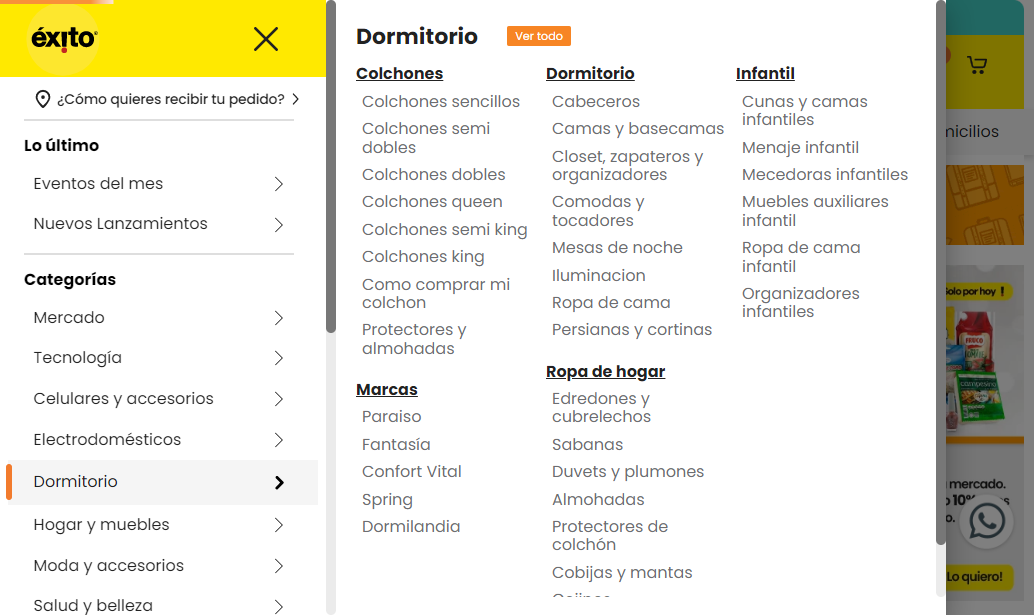 éxito
¿Cómo quieres recibir tu pedido?
Lo último
Eventos del mes
Nuevos Lanzamientos
Categorías
Mercado
Tecnología
Celulares y accesorios
Electrodomésticos
Dormitorio
Hogar y muebles
Moda y accesorios
Salud y belleza
Dormitorio
Ver todo
Colchones
Colchones sencillos
Colchones semi
dobles
Colchones dobles
Colchones queen
Colchones semi king
Colchones king
Como comprar mi
colchon
Protectores y
almohadas
Marcas
Paraiso
Fantasía
Confort Vital
Spring
Dormilandia
Dormitorio
Cabeceros
Camas y basecamas
Closet, zapateros y
organizadores
Comodas y
tocadores
Mesas de noche
Iluminacion
Ropa de cama
Persianas y cortinas
Ropa de hogar
Edredones y
cubrelechos
Sabanas
Duvets y plumones
Almohadas
Protectores de
colchón
Cobijas y mantas
Infantil
Cunas y camas
infantiles
Menaje infantil
Mecedoras infantiles
Muebles auxiliares
infantil
Ropa de cama
infantil
Organizadores
infantiles
micilios
olo por hoy !
mercado.
10%
o.
Lo quiero!